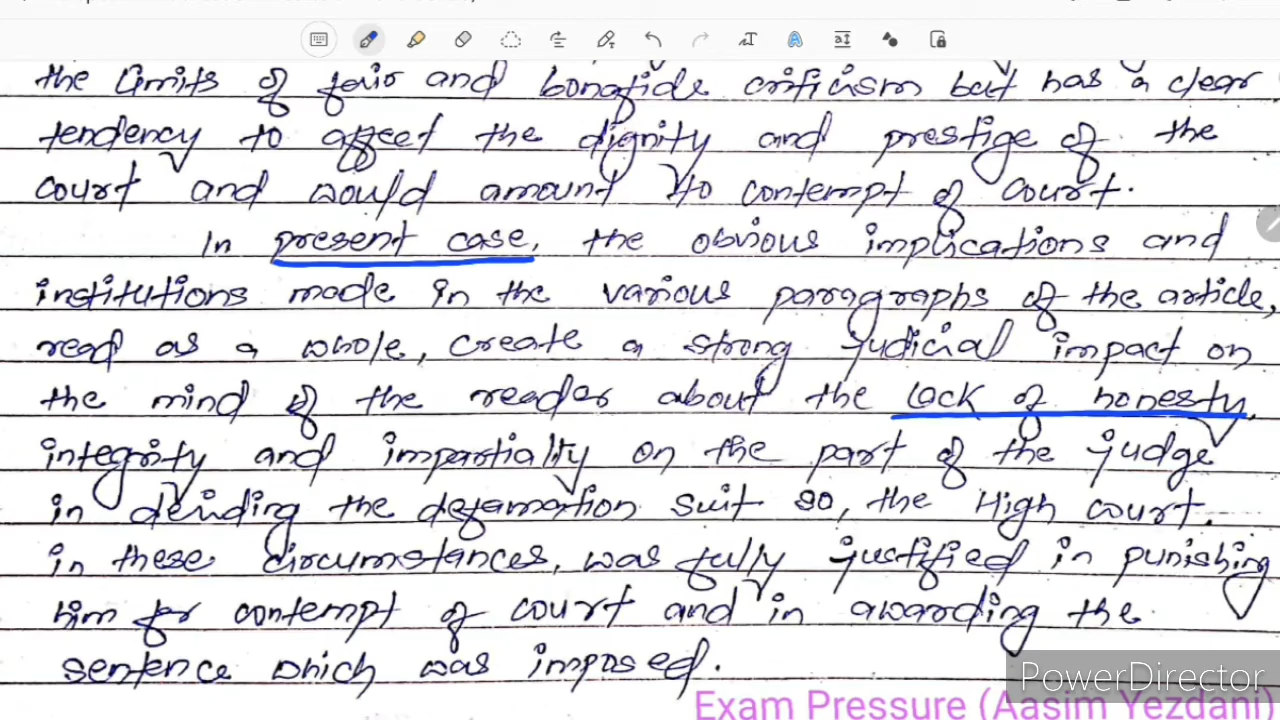 the limits of fair and bonafide criticism but has a clear
tendency to affect the dignity and prestige of the
court and would amount to contempt of court.
In present case, the obvious implications and
institutions made in the various paragraphs of the article,
read as a whole, create a strong judicial impact on
the mind of the reader about the lack of honesty,
integrity and impartiality on the part of the judge
in deciding the defamation suit so, the High court.
in these circumstances, was fully justified in punishing
him for contempt of court and in awarding the
sentence which was imposed.
PowerDirector
Exam Pressure (Aasim Yezdani)